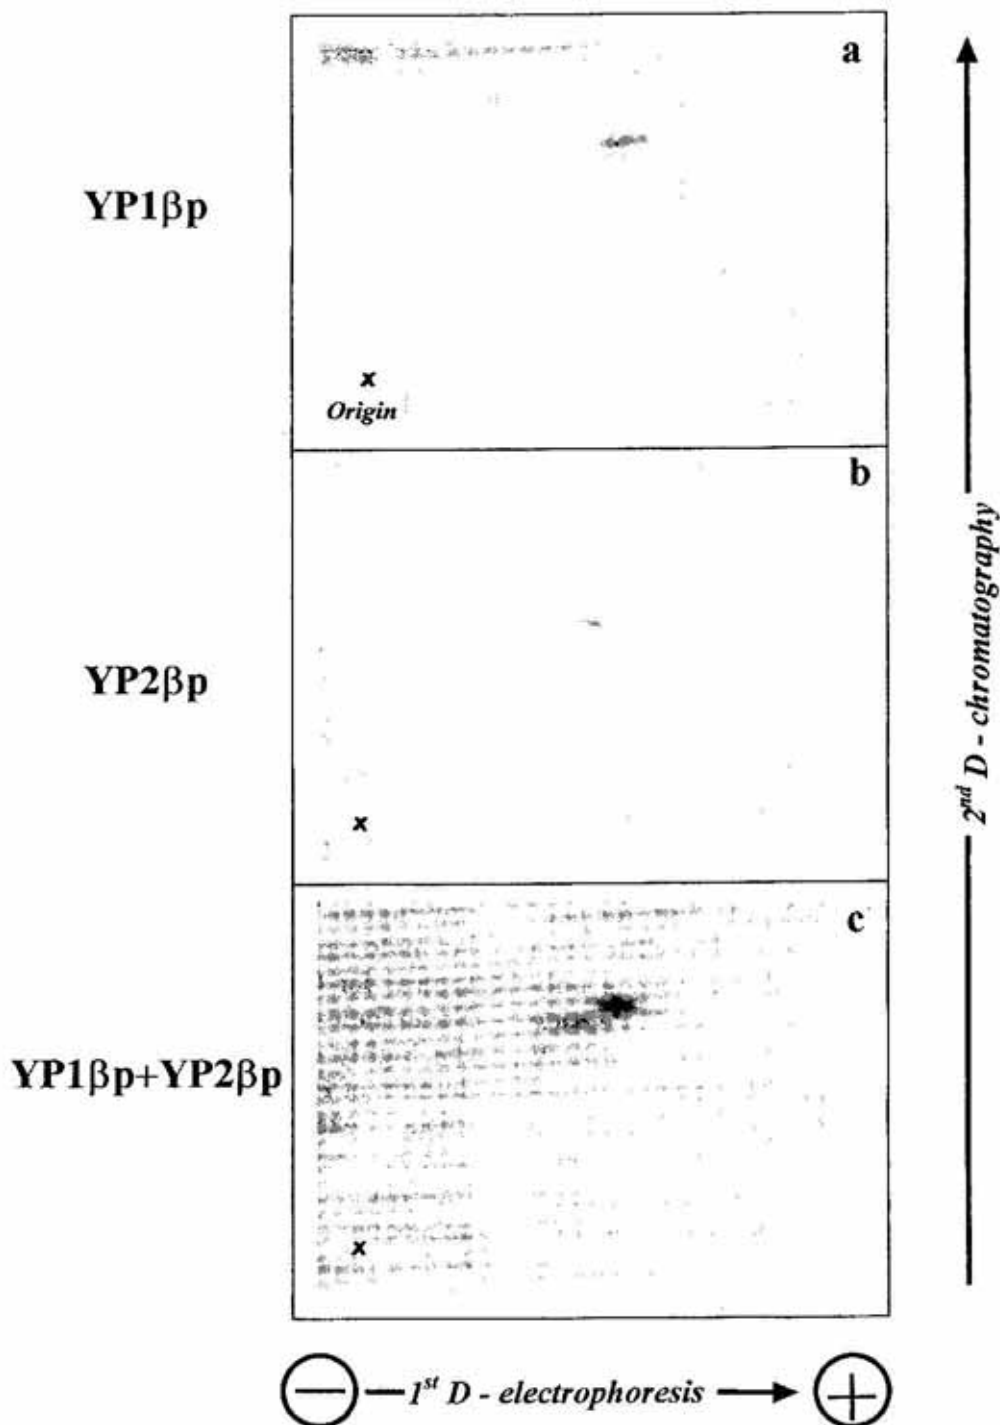 a
YP1βp
x
Origin
b
YP2βp
x
c
YP1βp+YP2βp
x
2nd D - chromatography
− 1st D - electrophoresis +